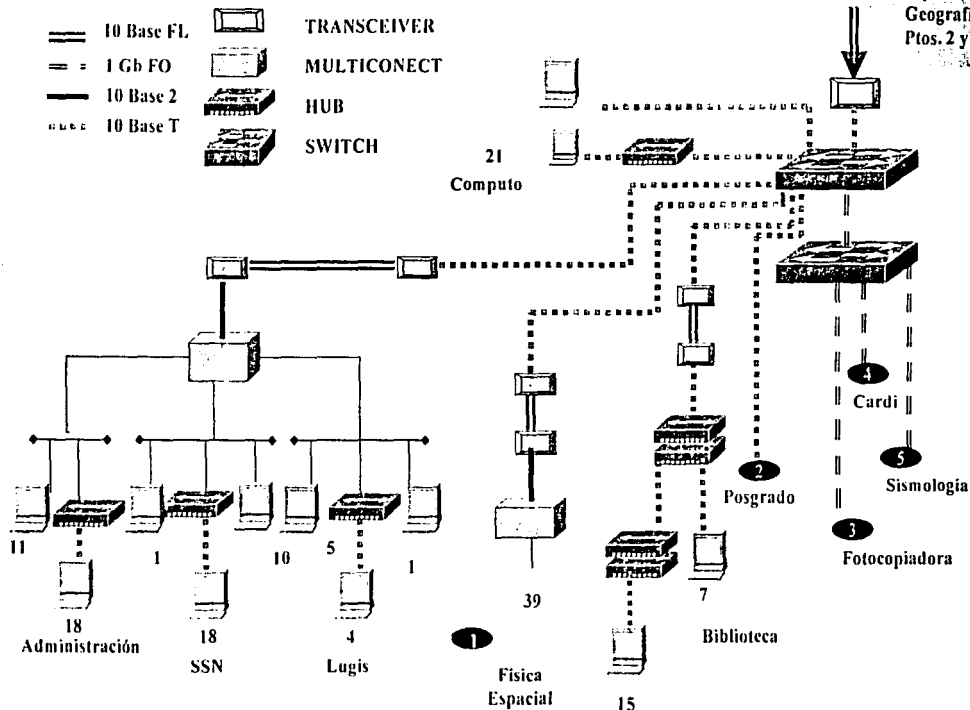 10 Base FL
1 Gb FO
10 Base 2
10 Base T
TRANSCEIVER
MULTICONECT
HUB
SWITCH
Ptos. 2 y
21
Computo
4
Cardi
5
Sismología
2
Posgrado
3
Fotocopiadora
11
1
10
5
1
39
7
18
Administración
18
SSN
4
Lugis
1
Física
Espacial
Biblioteca
15